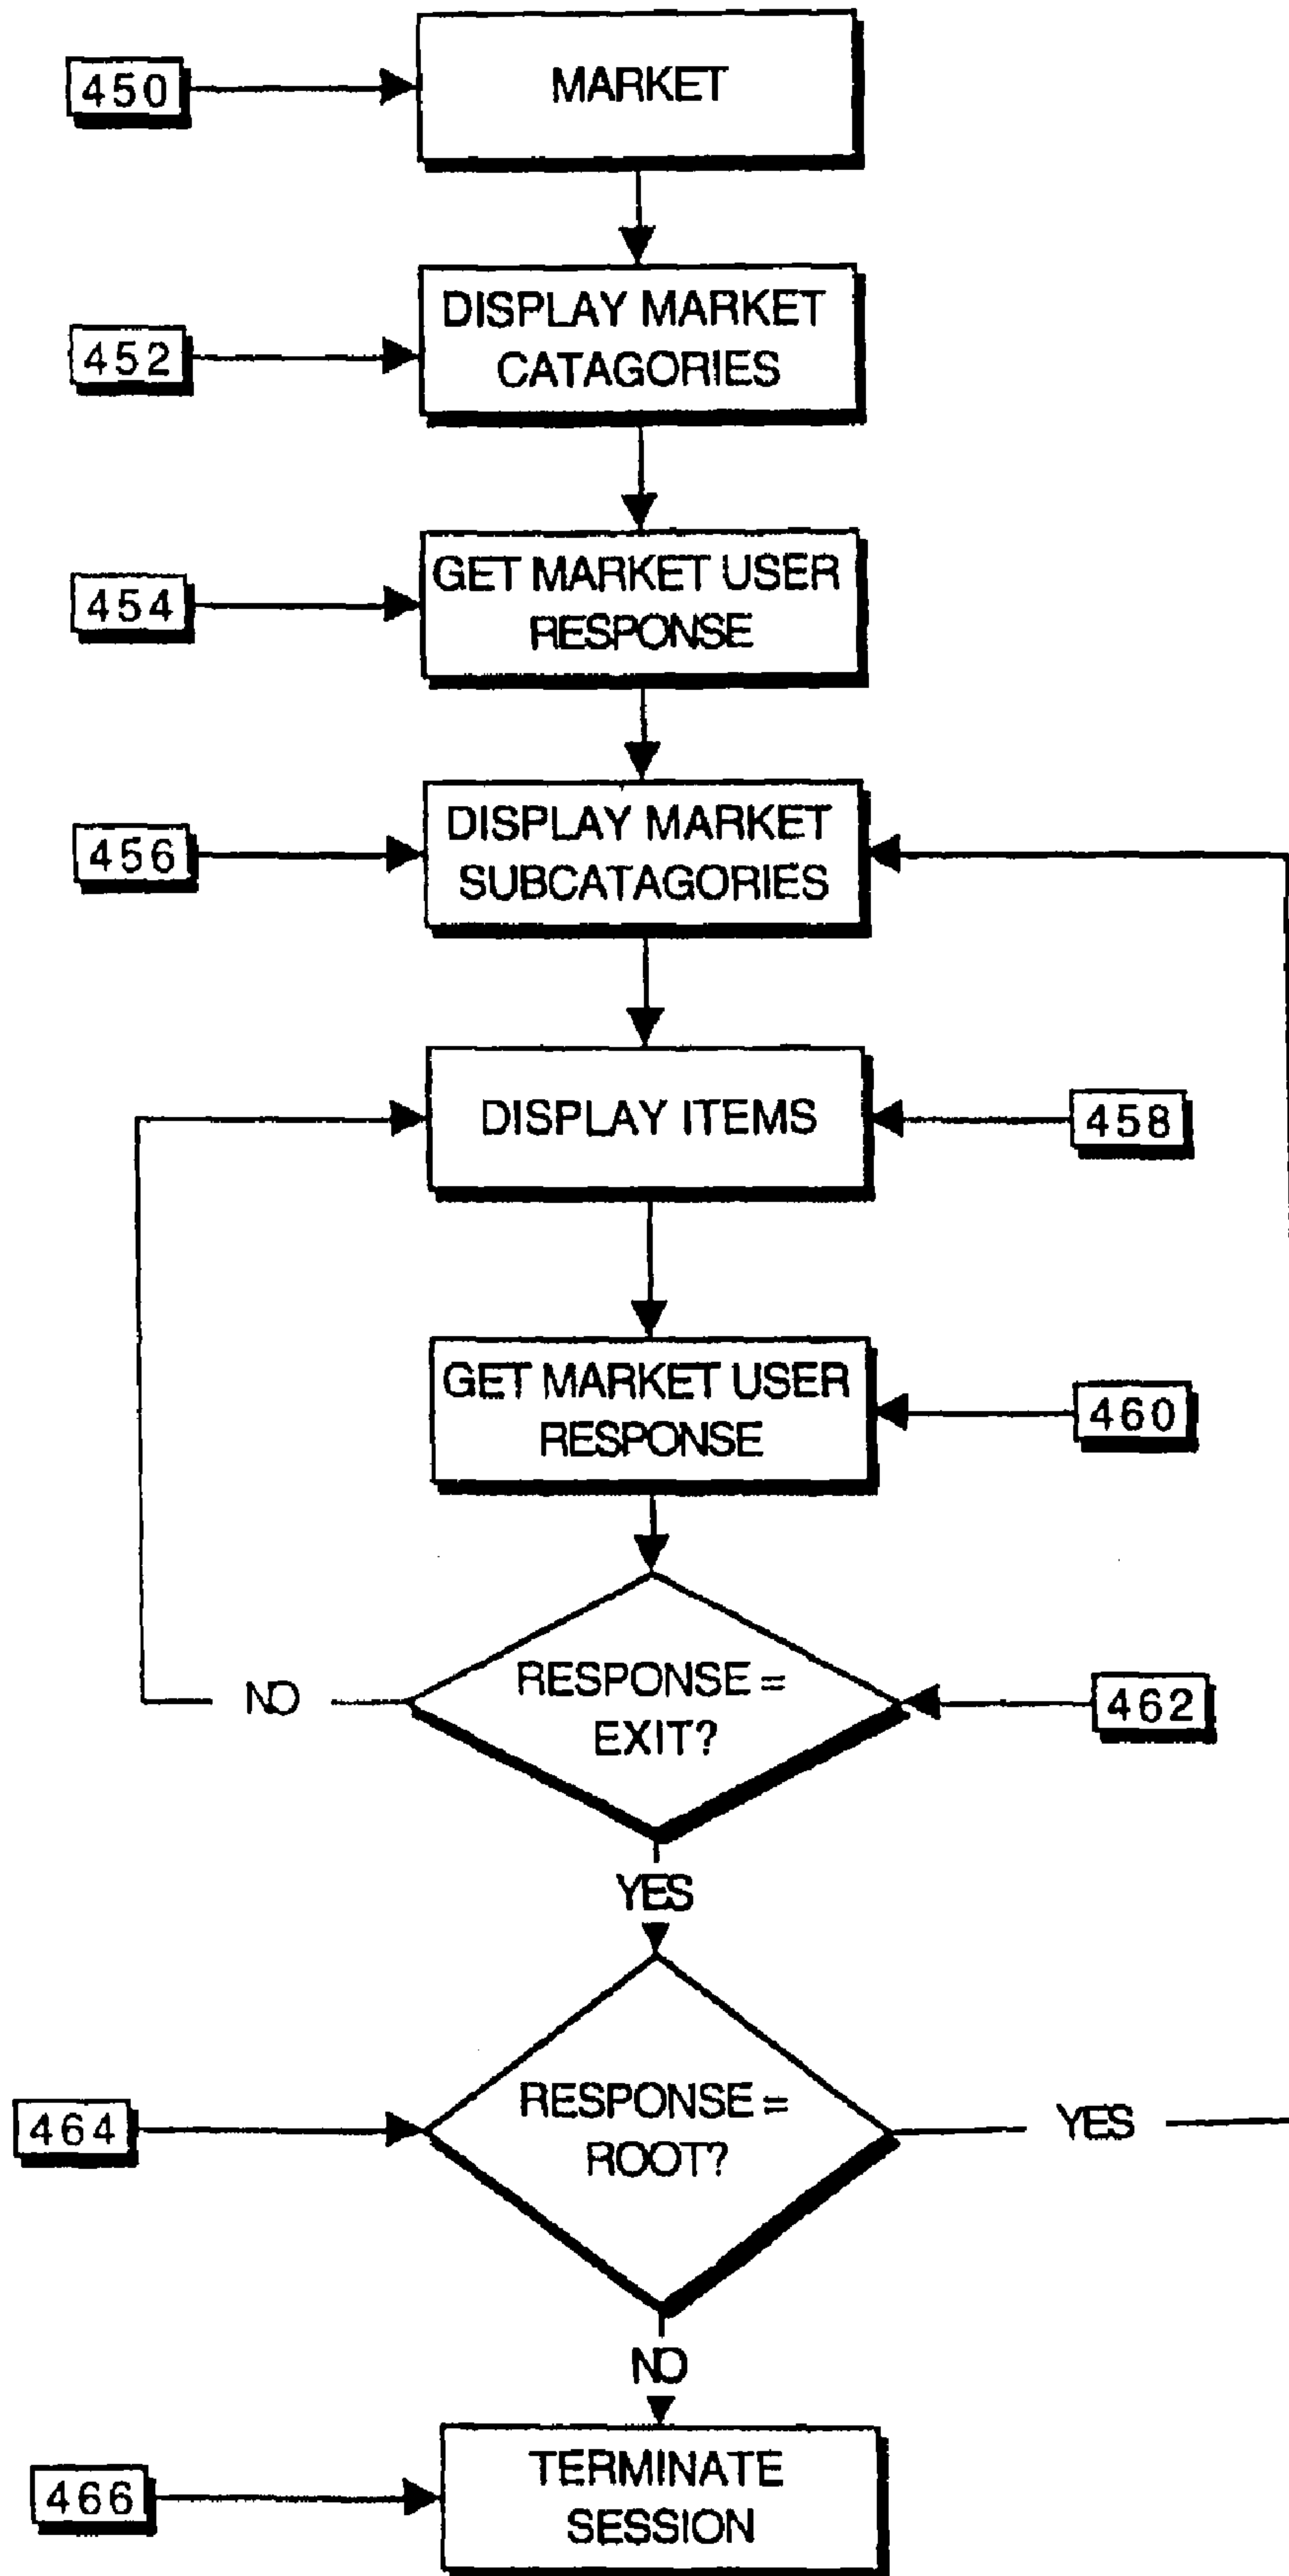 450
MARKET
452
DISPLAY MARKET
CATAGORIES
454
GET MARKET USER
RESPONSE
456
DISPLAY MARKET
SUBCATAGORIES
DISPLAY ITEMS
458
GET MARKET USER
RESPONSE
460
NO
RESPONSE =
EXIT?
462
YES
464
RESPONSE =
ROOT?
YES
NO
466
TERMINATE
SESSION